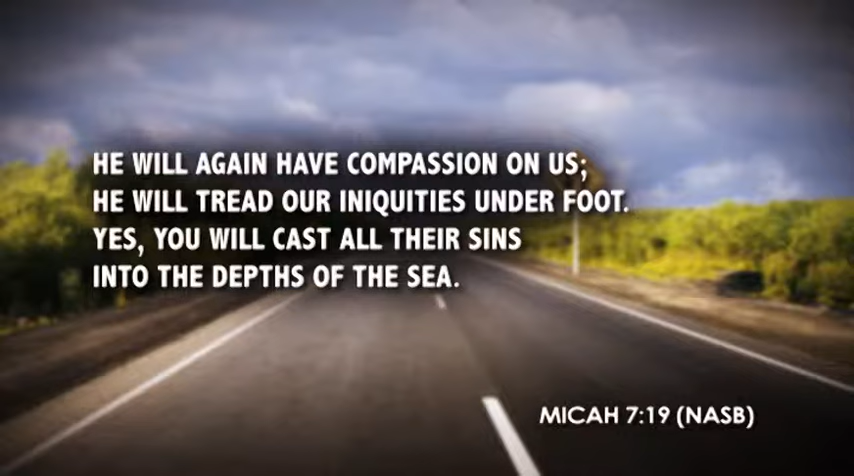 HE WILL AGAIN HAVE COMPASSION ON US;
HE WILL TREAD OUR INIQUITIES UNDER FOOT.
YES, YOU WILL CAST ALL THEIR SINS
INTO THE DEPTHS OF THE SEA.
MICAH 7:19 (NASB)